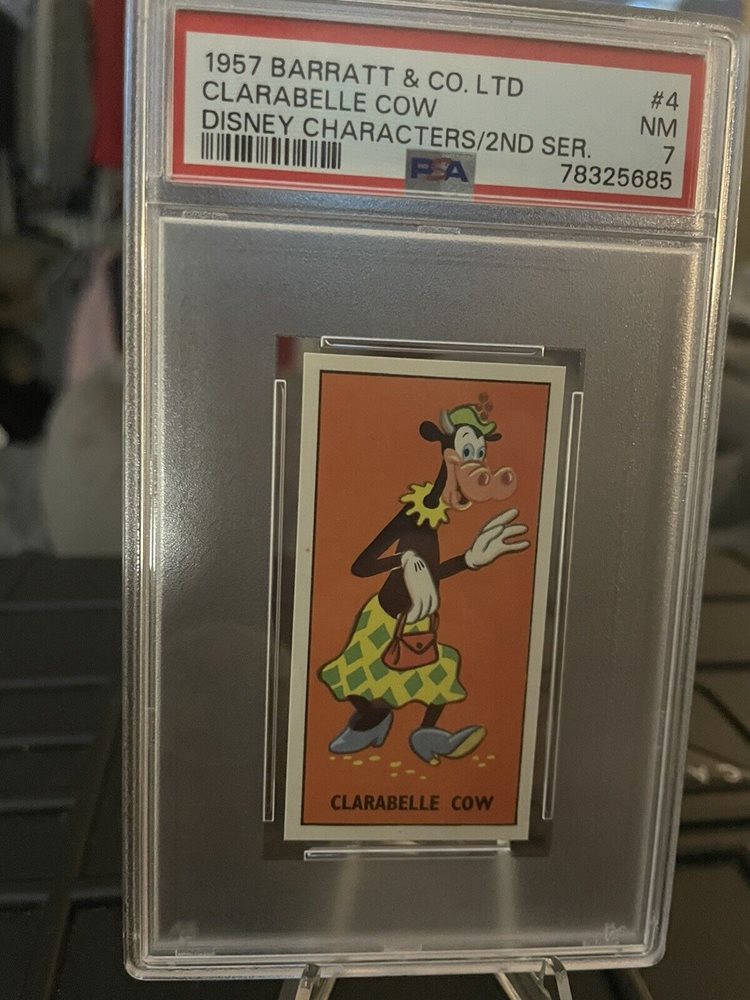 1957 BARRATT & CO. LTD
#4
CLARABELLE COW
NM
DISNEY CHARACTERS/2ND SER.
7
PSA
78325685
CLARABELLE COW